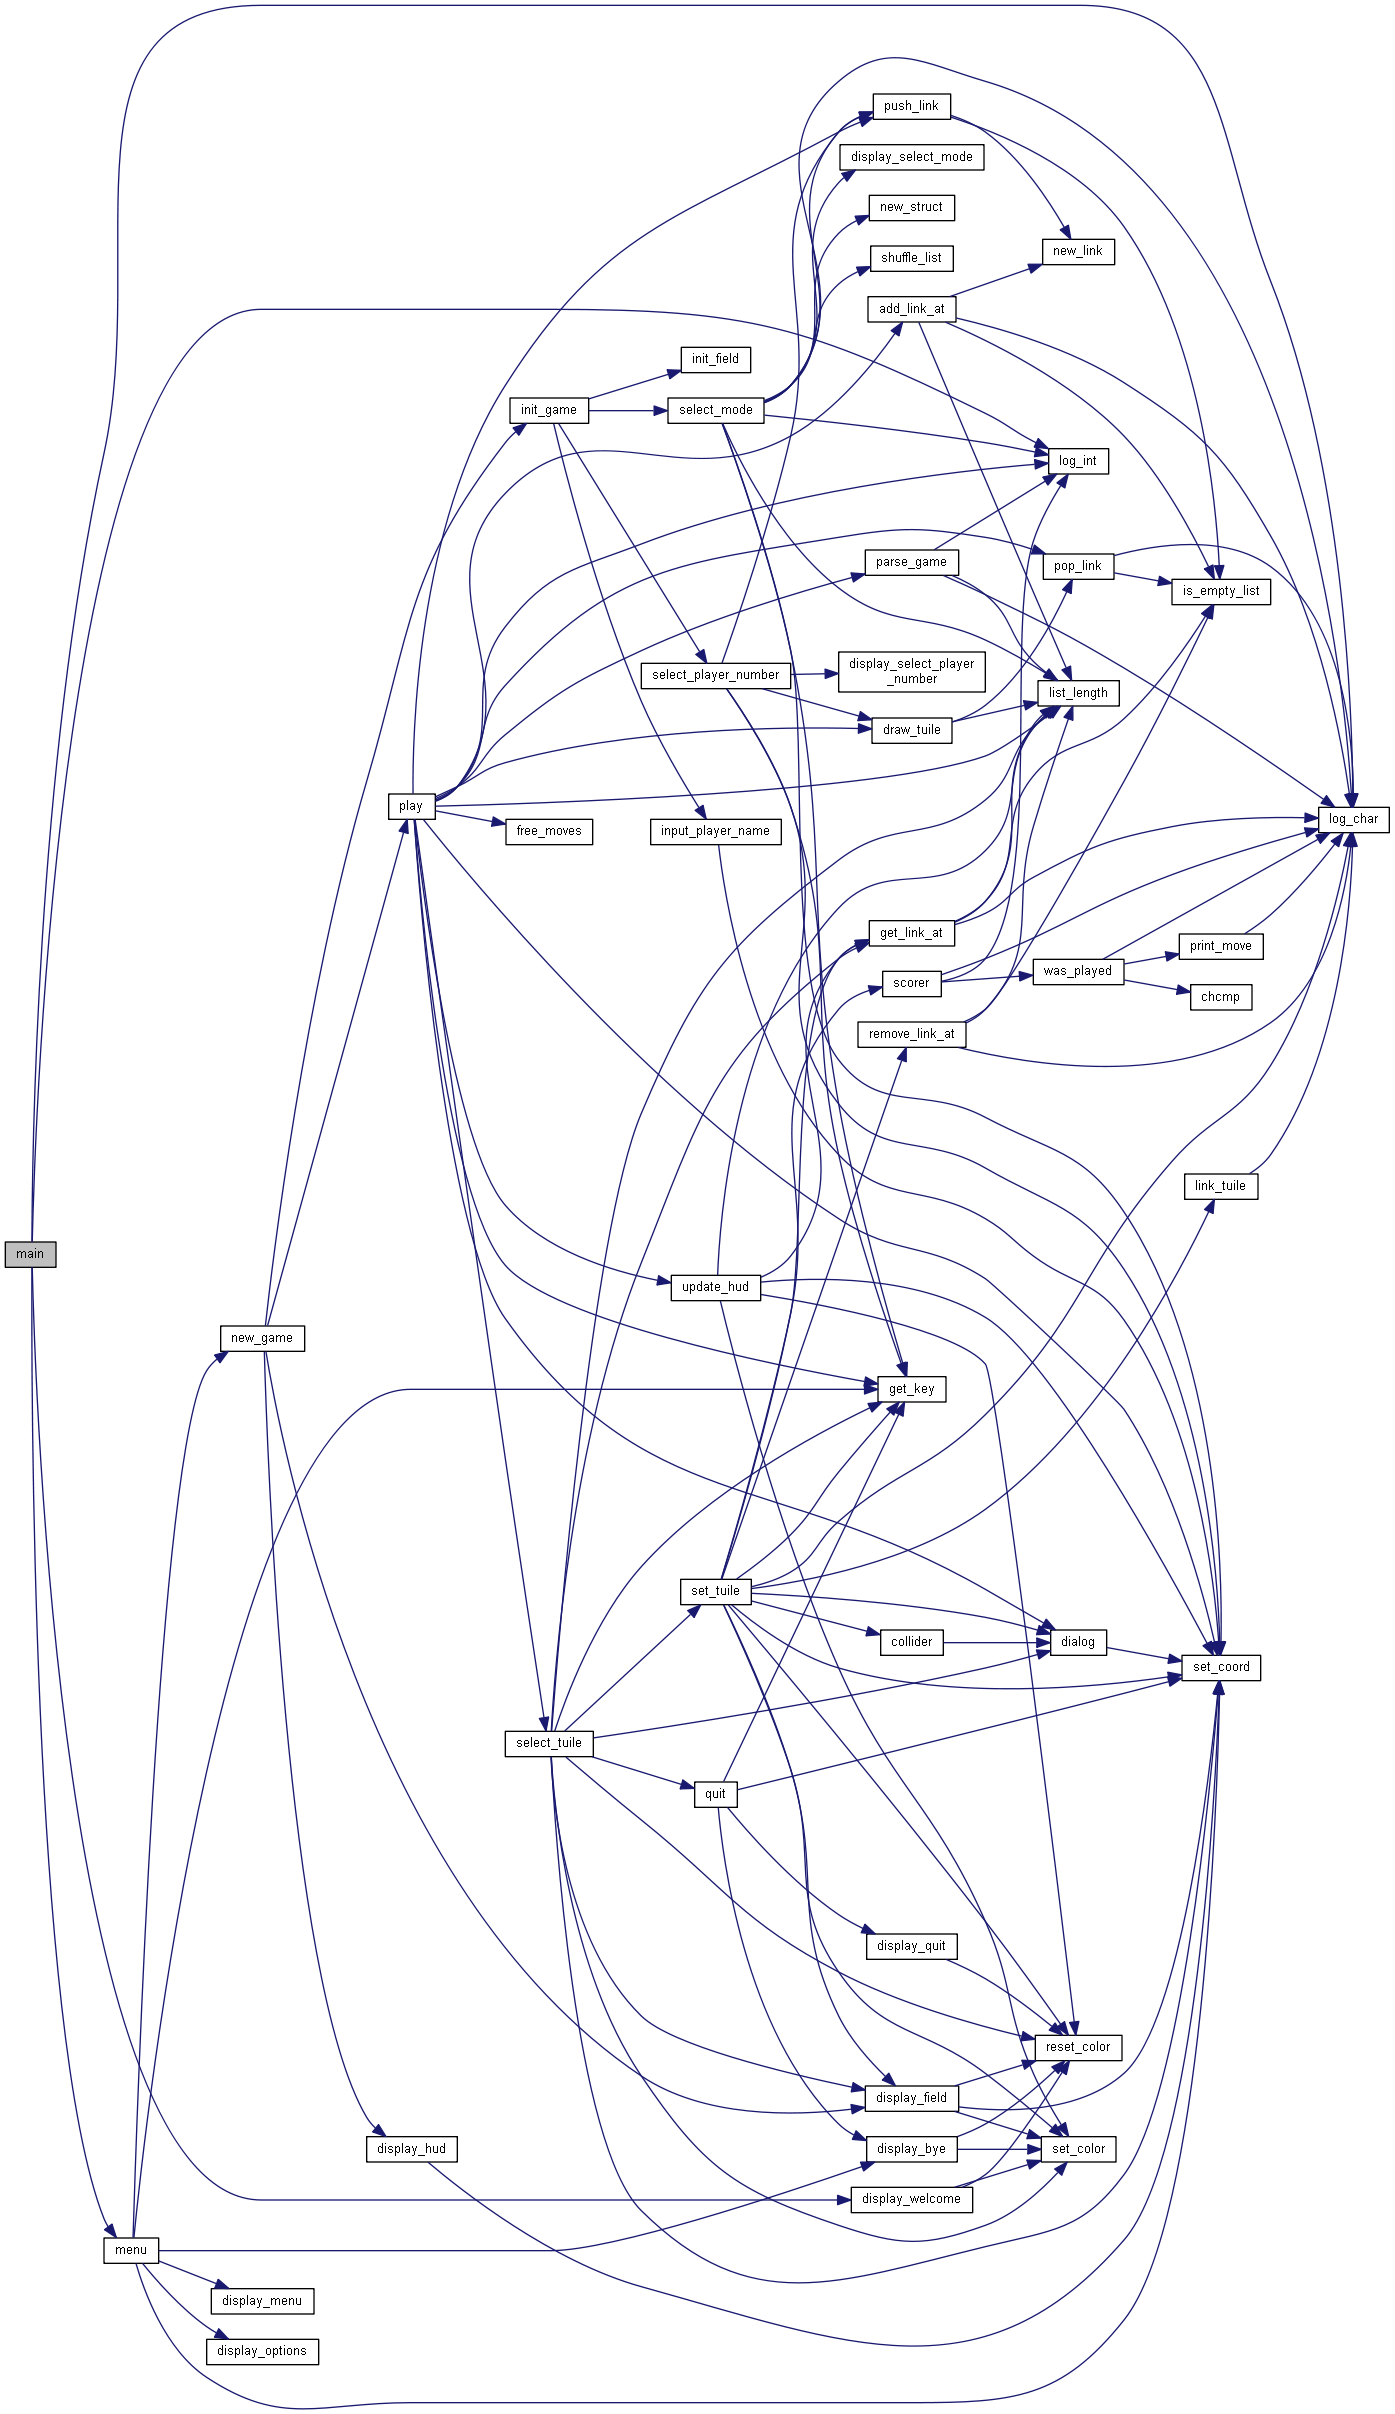 push_link
display_select_mode
new_struct
new_link
shuffle_list
add_link_at
init_field
init_game
select_mode
log_int
parse_game
pop_link
is_empty_list
select_player_number
display_select_player
_number
list_length
draw_tuile
play
free_moves
input_player_name
log_char
get_link_at
print_move
was_played
scorer
chcmp
remove_link_at
link_tuile
main
update_hud
new_game
get_key
set_tuile
collider
dialog
set_coord
select_tuile
quit
display_quit
reset_color
display_field
display_hud
display_bye
set_color
display_welcome
menu
display_menu
display_options